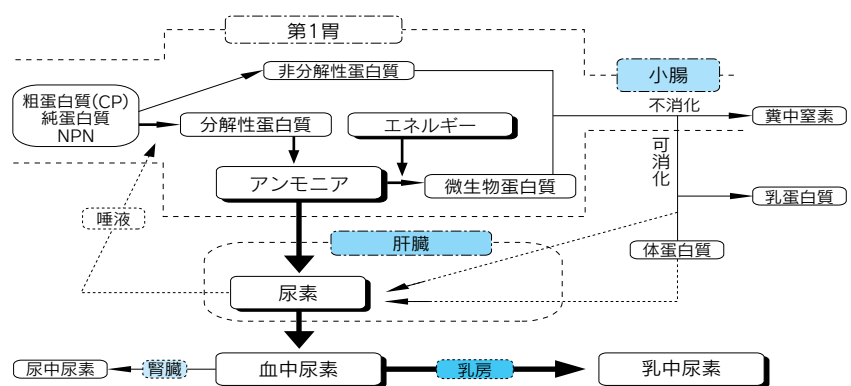 第1胃
非分解性蛋白質
小腸
粗蛋白質(CP)
純蛋白質
NPN
不消化
糞中窒素
分解性蛋白質
エネルギー
可消化
アンモニア
微生物蛋白質
乳蛋白質
唾液
肝臓
体蛋白質
尿素
尿中尿素
腎臓
血中尿素
乳房
乳中尿素